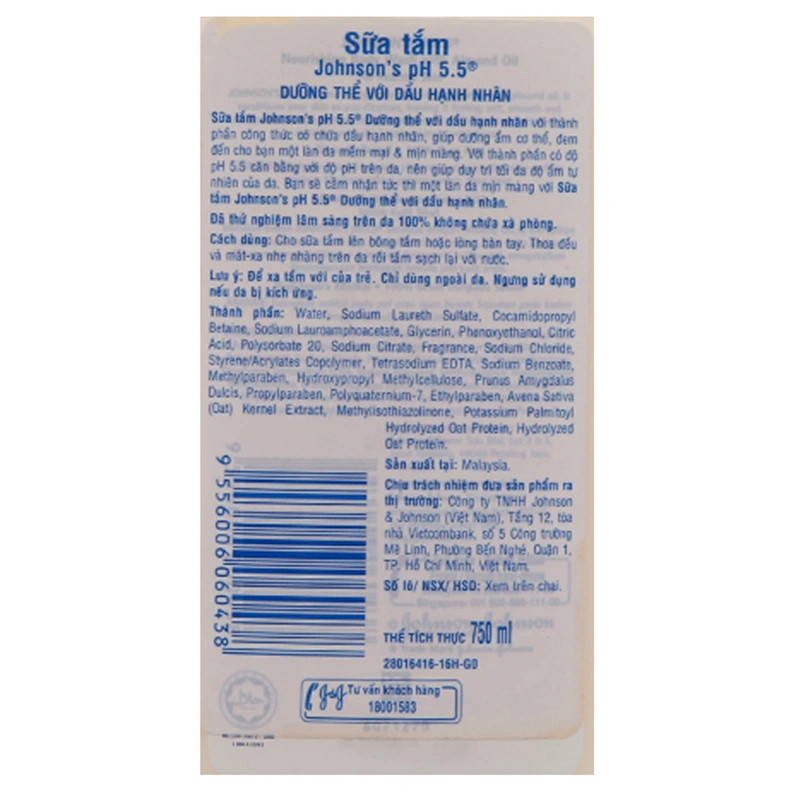 Sữa tắm
Johnson's pH 5.5®
DƯỠNG THỂ VỚI DẦU HẠNH NHÂN
Sữa tắm Johnson's pH 5.5® Dưỡng thể với dầu hạnh nhân với thành
phần công thức có chứa dầu hạnh nhân, giúp dưỡng ẩm cơ thể, đem
đến cho bạn một làn da mềm mại & mịn màng. Với thành phần có độ
pH 5.5 cân bằng với độ pH trên da, nên giúp duy trì tối đa độ ẩm tự
nhiên của da. Bạn sẽ cảm nhận tức thì một làn da mịn màng với Sữa
tắm Johnson's pH 5.5® Dưỡng thể với dầu hạnh nhân.
Đã thử nghiệm lâm sàng trên da 100% không chứa xà phòng.
Cách dùng: Cho sữa tắm lên bông tắm hoặc lòng bàn tay. Thoa đều
và mát-xa nhẹ nhàng trên da rồi tắm sạch lại với nước.
Lưu ý: Để xa tầm với của trẻ. Chỉ dùng ngoài da. Ngưng sử dụng
nếu da bị kích ứng.
Thành phần: Water, Sodium Laureth Sulfate, Cocamidopropyl
Betaine, Sodium Lauroamphoacetate, Glycerin, Phenoxyethanol, Citric
Acid, Polysorbate 20, Sodium Citrate, Fragrance, Sodium Chloride,
Styrene/Acrylates Copolymer, Tetrasodium EDTA, Sodium Benzoate,
Methylparaben, Hydroxypropyl Methylcellulose, Prunus Amygdalus
Dulcis, Propylparaben, Polyquaternium-7, Ethylparaben, Avena Sativa
(Oat) Kernel Extract, Methylisothiazolinone, Potassium Palmitoyl
Hydrolyzed Oat Protein, Hydrolyzed
Oat Protein.
Sản xuất tại: Malaysia.
Chịu trách nhiệm đưa sản phẩm ra
thị trường: Công ty TNHH Johnson
& Johnson (Việt Nam), Tầng 12, tòa
nhà Vietcombank, số 5 Công trường
Mê Linh, Phường Bến Nghé, Quận 1,
TP. Hồ Chí Minh, Việt Nam.
Số lô/ NSX/ HSD: Xem trên chai.
THỂ TÍCH THỰC 750 ml
28016416-16H-G0
9 556006 060438
J&J Tư vấn khách hàng
18001583